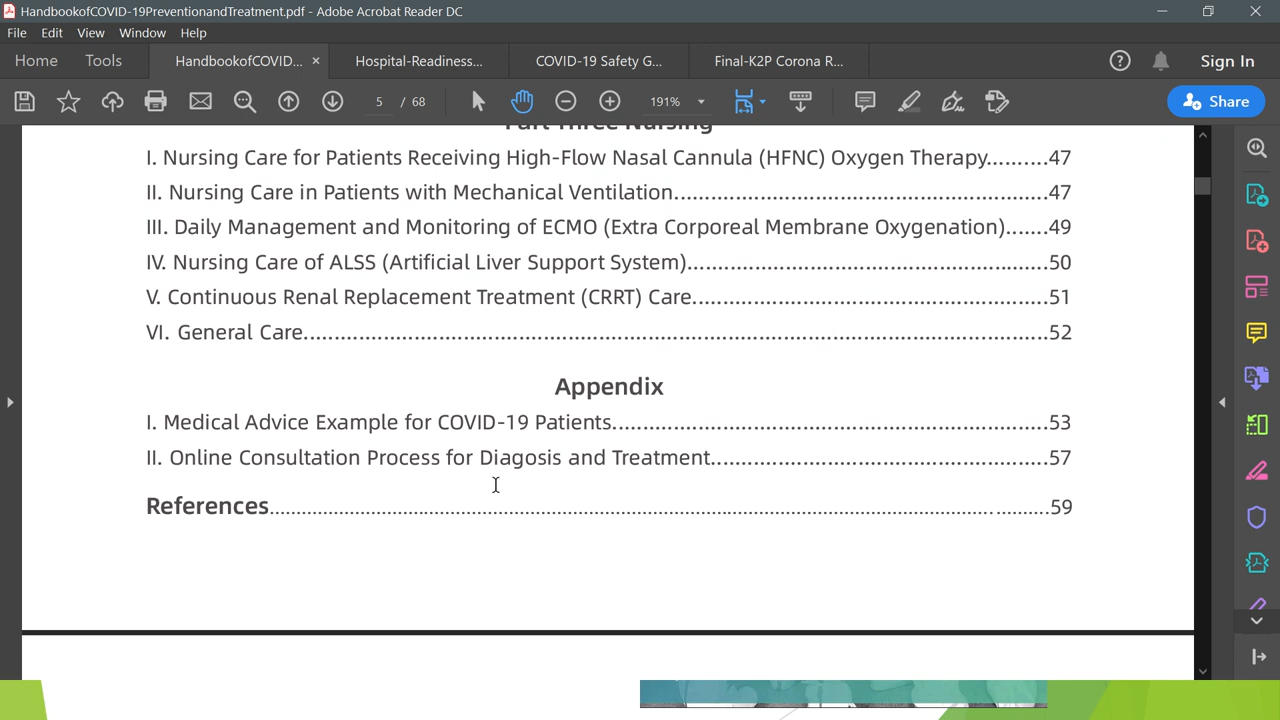 HandbookofCOVID-19PreventionandTreatment.pdf - Adobe Acrobat Reader DC
File Edit View Window Help
Home Tools HandbookofCOVID... × Hospital-Readiness... COVID-19 Safety G... Final-K2P Corona R... Sign In
5 / 68 191% Share
Part Three Nursing
I. Nursing Care for Patients Receiving High-Flow Nasal Cannula (HFNC) Oxygen Therapy..........47
II. Nursing Care in Patients with Mechanical Ventilation............................................................47
III. Daily Management and Monitoring of ECMO (Extra Corporeal Membrane Oxygenation).......49
IV. Nursing Care of ALSS (Artificial Liver Support System)..........................................................50
V. Continuous Renal Replacement Treatment (CRRT) Care.........................................................51
VI. General Care................................................................................................................52
Appendix
I. Medical Advice Example for COVID-19 Patients......................................................................53
II. Online Consultation Process for Diagosis and Treatment......................................................57
References........................................................................................................................59